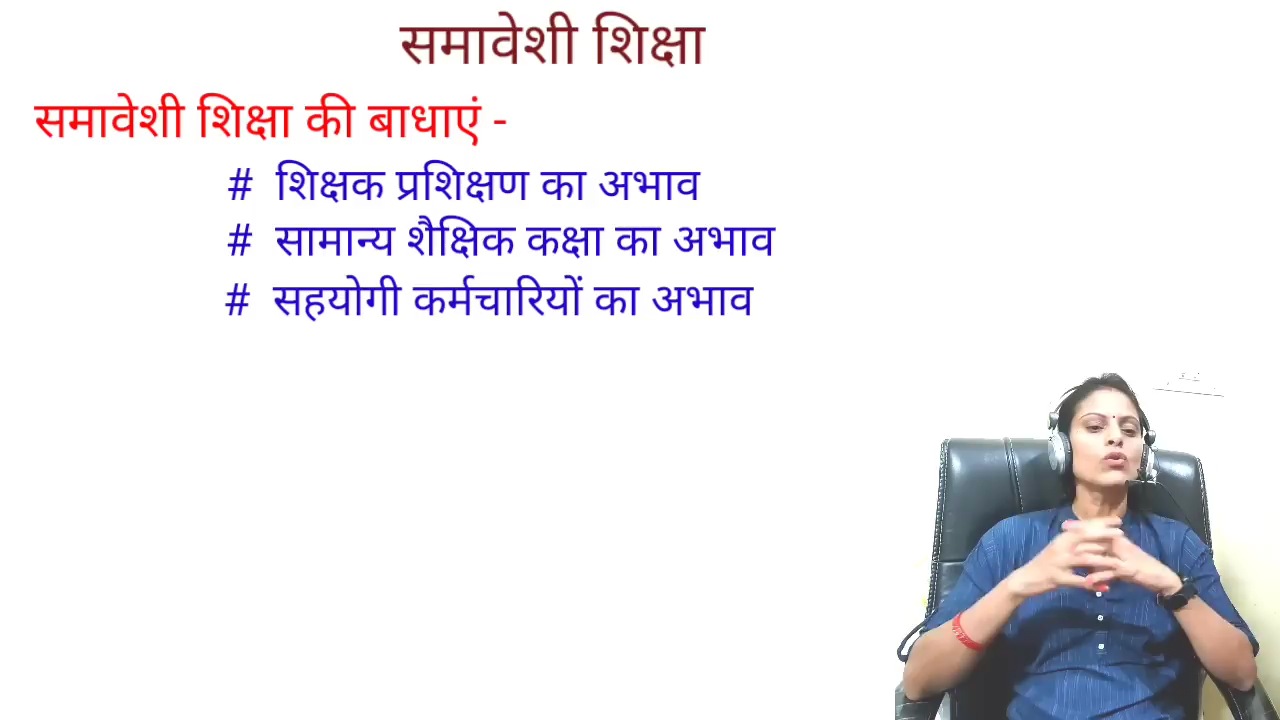 समावेशी शिक्षा
समावेशी शिक्षा की बाधाएं -
# शिक्षक प्रशिक्षण का अभाव
# सामान्य शैक्षिक कक्षा का अभाव
# सहयोगी कर्मचारियों का अभाव